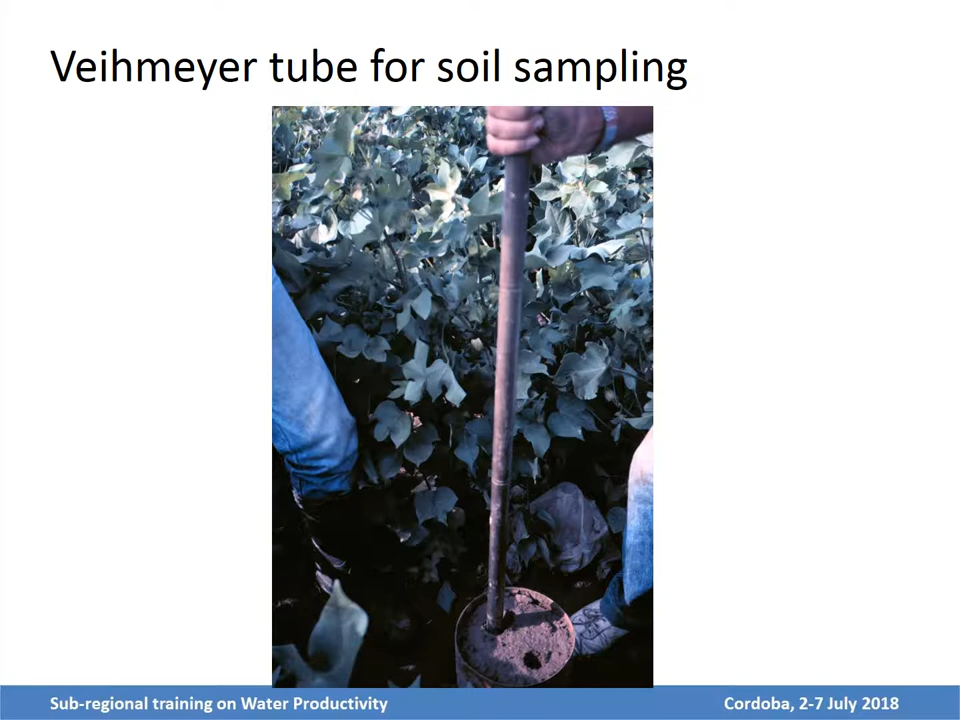 Veihmeyer tube for soil sampling
Sub-regional training on Water Productivity
Cordoba, 2-7 July 2018